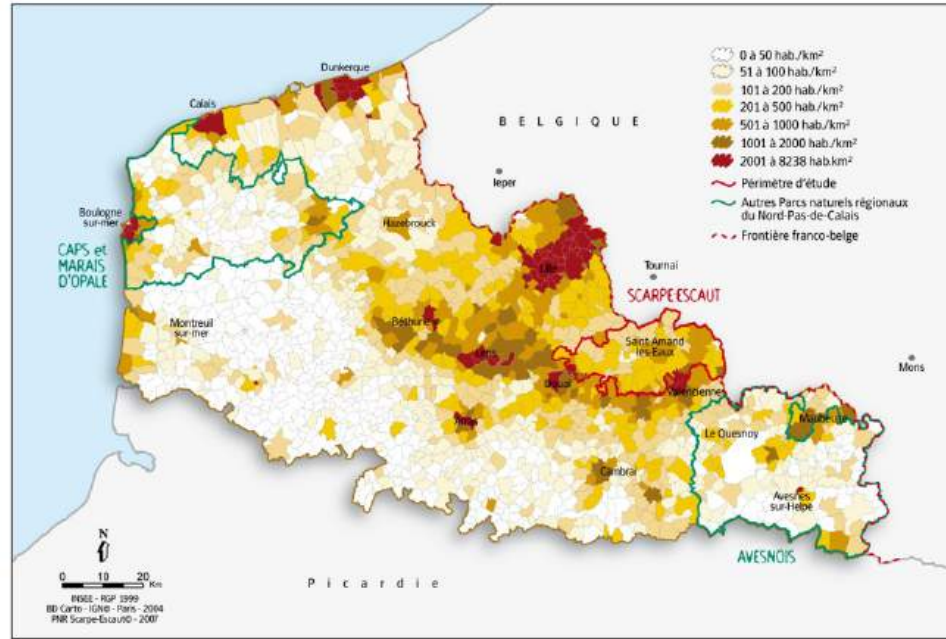 Dunkerque
Calais
BELGIQUE
Ieper
Boulogne
sur-mer
Hazebrouck
CAPS et
MARAIS
D'OPALE
Lille
Tournai
SCARPE ESCAUT
Montreuil
sur-mer
Béthune
Saint Amand
les-Eaux
Lens
Mons
Douai
Valenciennes
Arras
Le Quesnoy
Maubeuge
Cambrai
Avesnes
sur-Helpe
AVESNOIS
Picardie
0 à 50 hab./km²
51 à 100 hab./km²
101 à 200 hab./km²
201 à 500 hab./km²
501 à 1000 hab./km²
1001 à 2000 hab./km²
2001 à 8238 hab.km²
Périmètre d'étude
Autres Parcs naturels régionaux
du Nord-Pas-de-Calais
Frontière franco-belge
N
0 10 20
Km
INSEE - RGP 1999
BD Carto - IGN© - Paris - 2004
PNR Scarpe-Escaut© - 2007